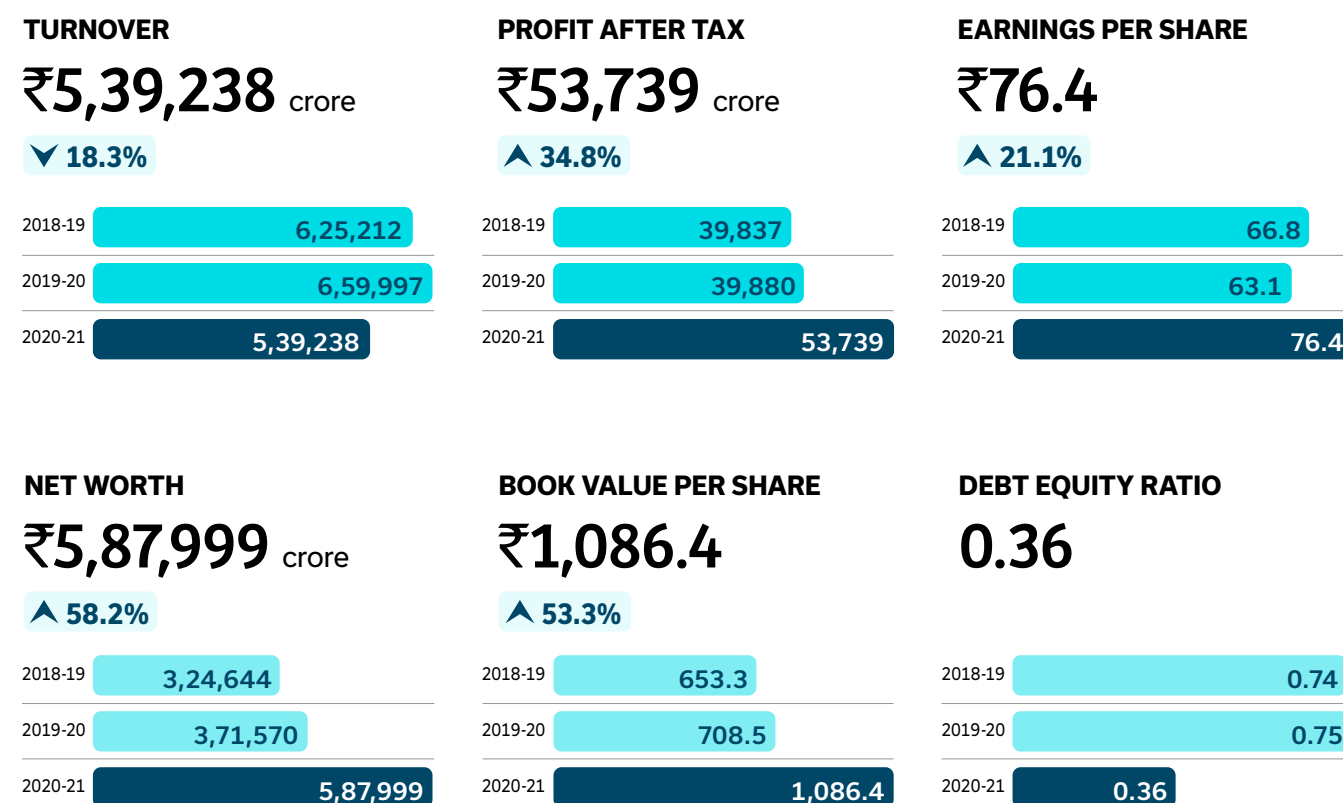 TURNOVER
₹5,39,238 crore
18.3%
2018-19 6,25,212
2019-20 6,59,997
2020-21 5,39,238
PROFIT AFTER TAX
₹53,739 crore
34.8%
2018-19 39,837
2019-20 39,880
2020-21 53,739
EARNINGS PER SHARE
₹76.4
21.1%
2018-19 66.8
2019-20 63.1
2020-21 76.4
NET WORTH
₹5,87,999 crore
58.2%
2018-19 3,24,644
2019-20 3,71,570
2020-21 5,87,999
BOOK VALUE PER SHARE
₹1,086.4
53.3%
2018-19 653.3
2019-20 708.5
2020-21 1,086.4
DEBT EQUITY RATIO
0.36
2018-19 0.74
2019-20 0.75
2020-21 0.36